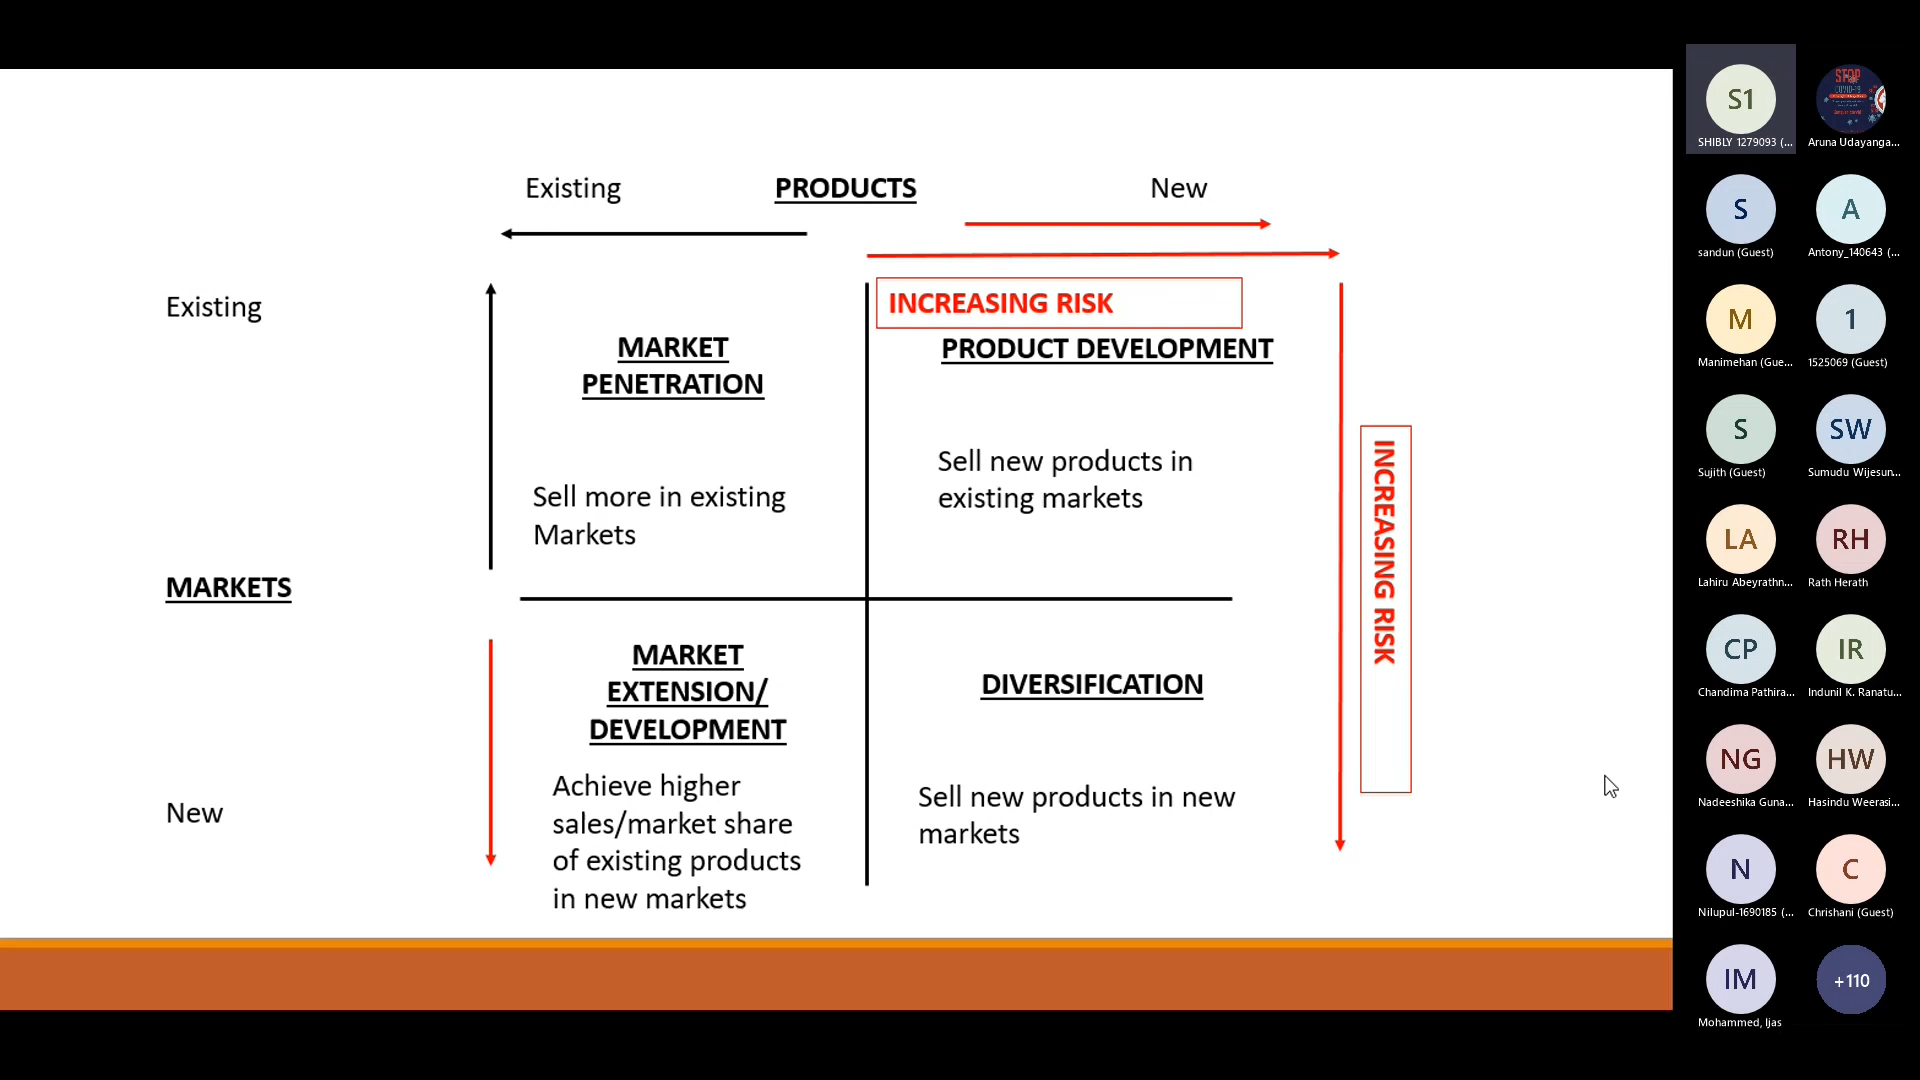 Existing
PRODUCTS
New
Existing
INCREASING RISK
MARKET
PENETRATION
PRODUCT DEVELOPMENT
Sell more in existing
Markets
Sell new products in
existing markets
INCREASING RISK
MARKETS
MARKET
EXTENSION/
DEVELOPMENT
DIVERSIFICATION
New
Achieve higher
sales/market share
of existing products
in new markets
Sell new products in new
markets
S1
SHIBLY 1279093 (...
STOP
COVID-19
Aruna Udayanga...
S
sandun (Guest)
A
Antony_140643 (...
M
Manimehan (Gue...
1
1525069 (Guest)
S
Sujith (Guest)
SW
Sumudu Wijesun...
LA
Lahiru Abeyrathn...
RH
Rath Herath
CP
Chandima Pathira...
IR
Indunil K. Ranatu...
NG
Nadeeshika Guna...
HW
Hasindu Weerasi...
N
Nilupul-1690185 (...
C
Chrishani (Guest)
IM
Mohammed, Ijas
+110